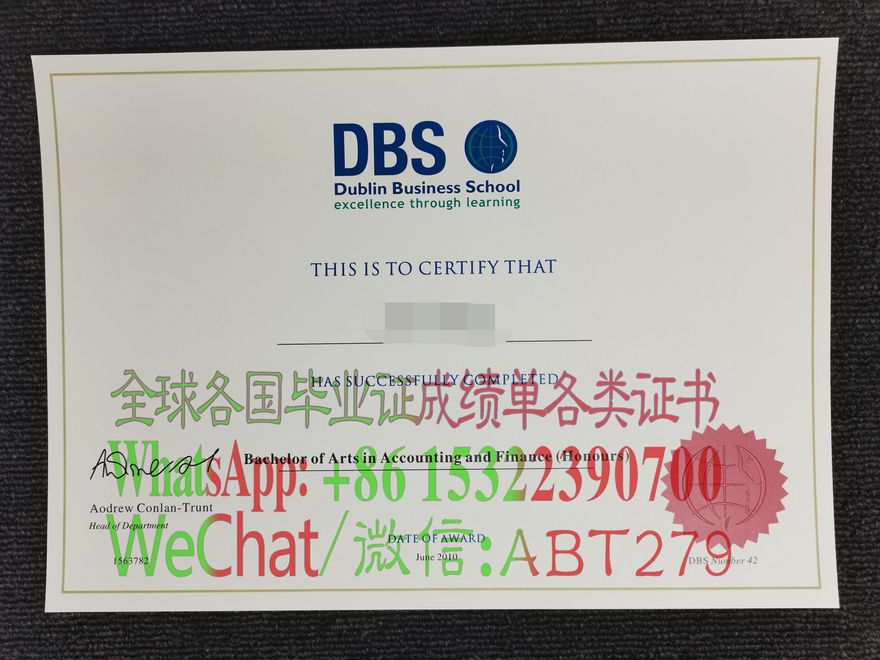 DBS
Dublin Business School
excellence through learning
THIS IS TO CERTIFY THAT
HAS SUCCESSFULLY COMPLETED
全球各国毕业证成绩单各类证书
Bachelor of Arts in Accounting and Finance (Honours)
WhatsApp: +86 15322390700
Aodrew Conlan-Trunt
Head of Department
WeChat/微信:ABT279
DATE OF AWARD
June 2010
1563782
DBS Number 42